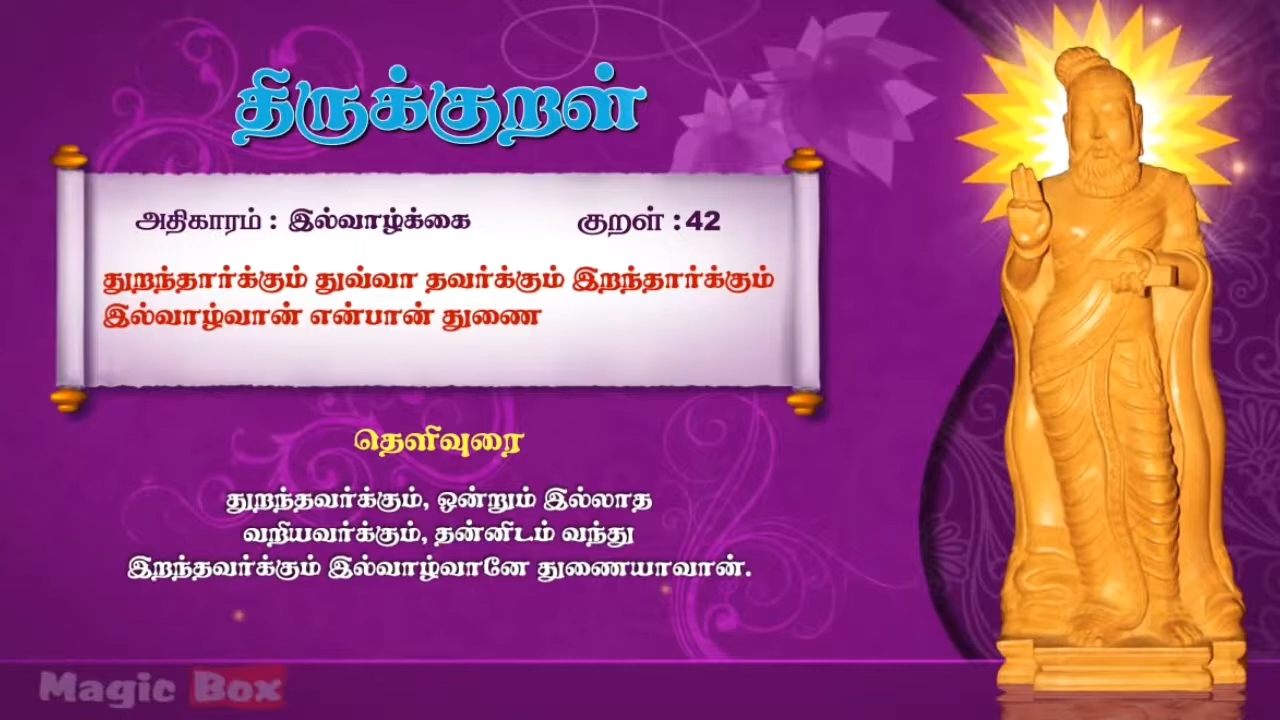 திருக்குறள்
அதிகாரம் : இல்வாழ்க்கை குறள் : 42
துறந்தார்க்கும் துவ்வா தவர்க்கும் இறந்தார்க்கும்
இல்வாழ்வான் என்பான் துணை
தெளிவுரை
துறந்தவர்க்கும், ஒன்றும் இல்லாத
வறியவர்க்கும், தன்னிடம் வந்து
இறந்தவர்க்கும் இல்வாழ்வானே துணையாவான்.
Magic Box